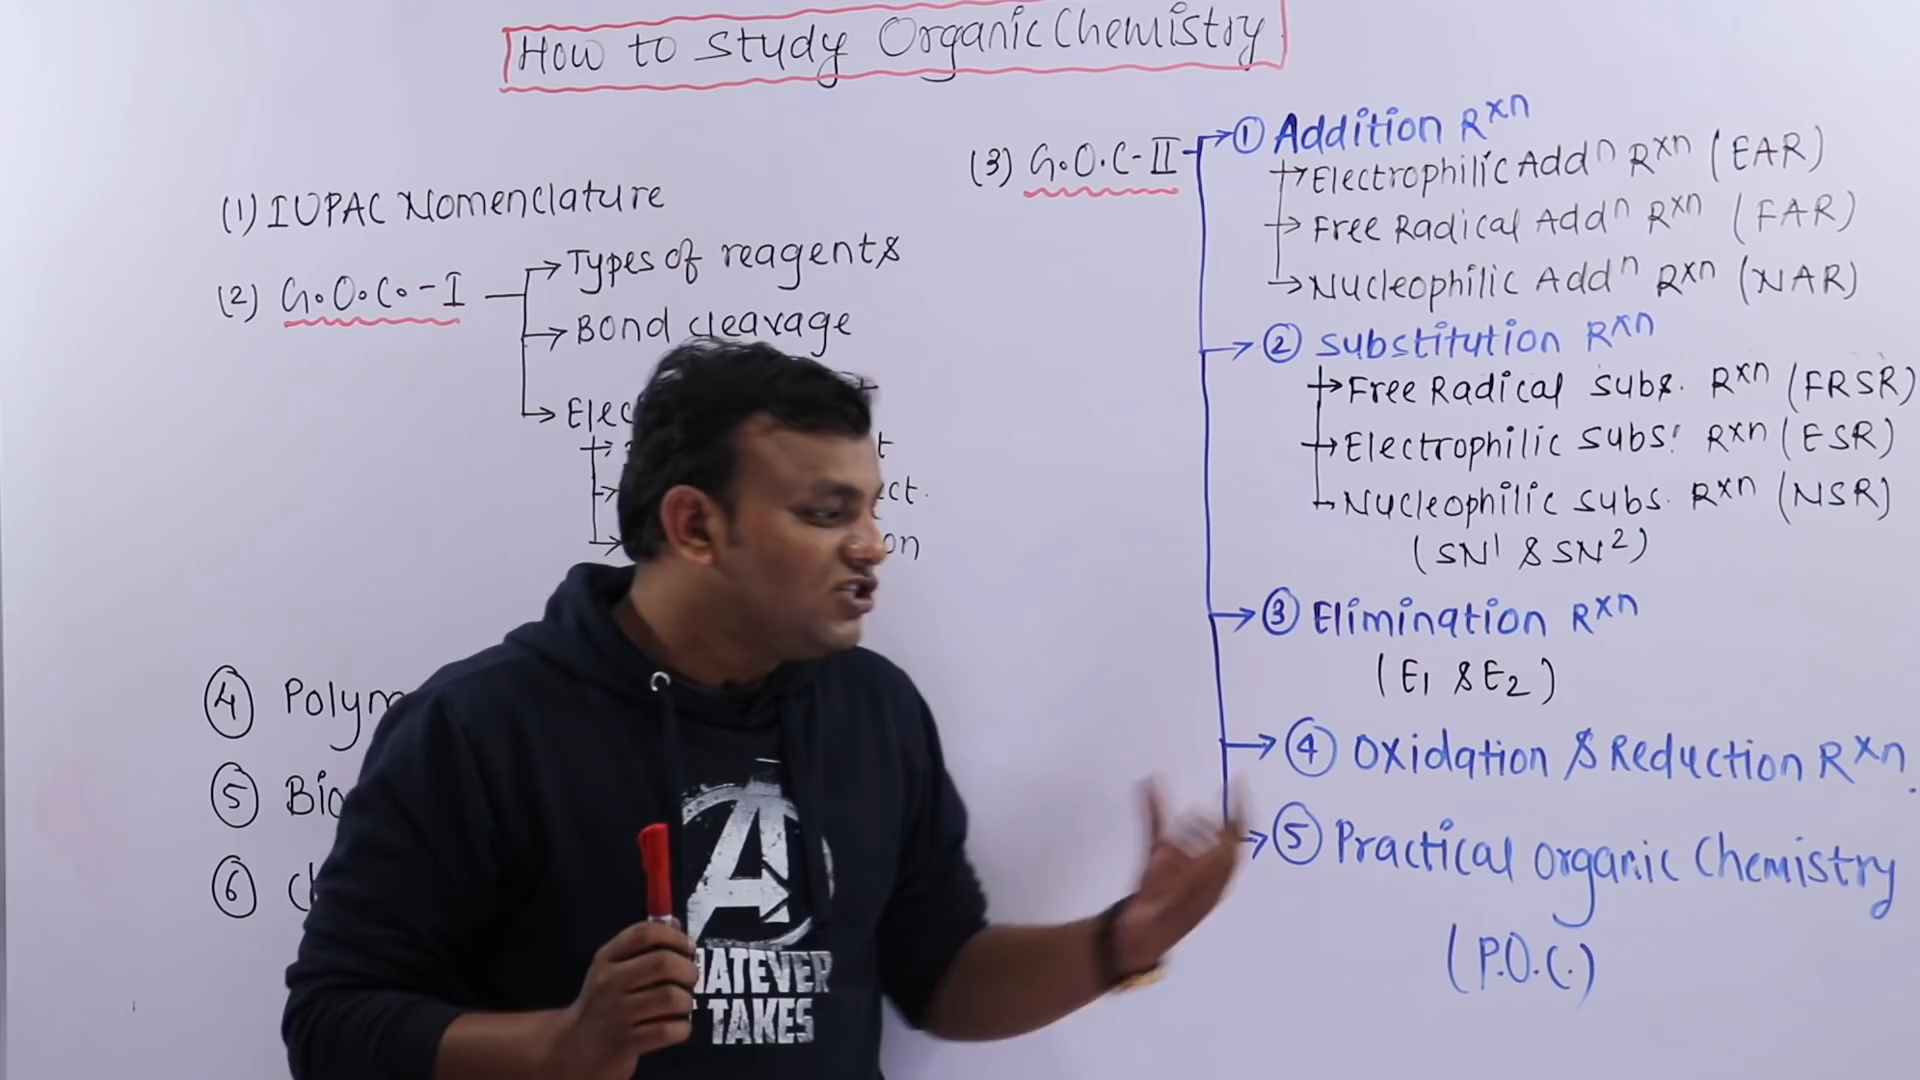 How to study Organic Chemistry
(1) IUPAC Nomenclature
(2) G.O.C.-I
Types of reagents
Bond cleavage
(3) G.O.C-II
① Addition Rxn
Electrophilic Addn Rxn (EAR)
Free Radical Addn Rxn (FAR)
Nucleophilic Addn Rxn (NAR)
② Substitution Rxn
Free Radical Subs. Rxn (FRSR)
Electrophilic Subs. Rxn (ESR)
Nucleophilic Subs. Rxn (NSR)
(SN1 & SN2)
③ Elimination Rxn
(E1 & E2)
④ Oxidation & Reduction Rxn.
⑤ Practical Organic Chemistry
(P.O.C.)
④
⑤
⑥
A
TAKES